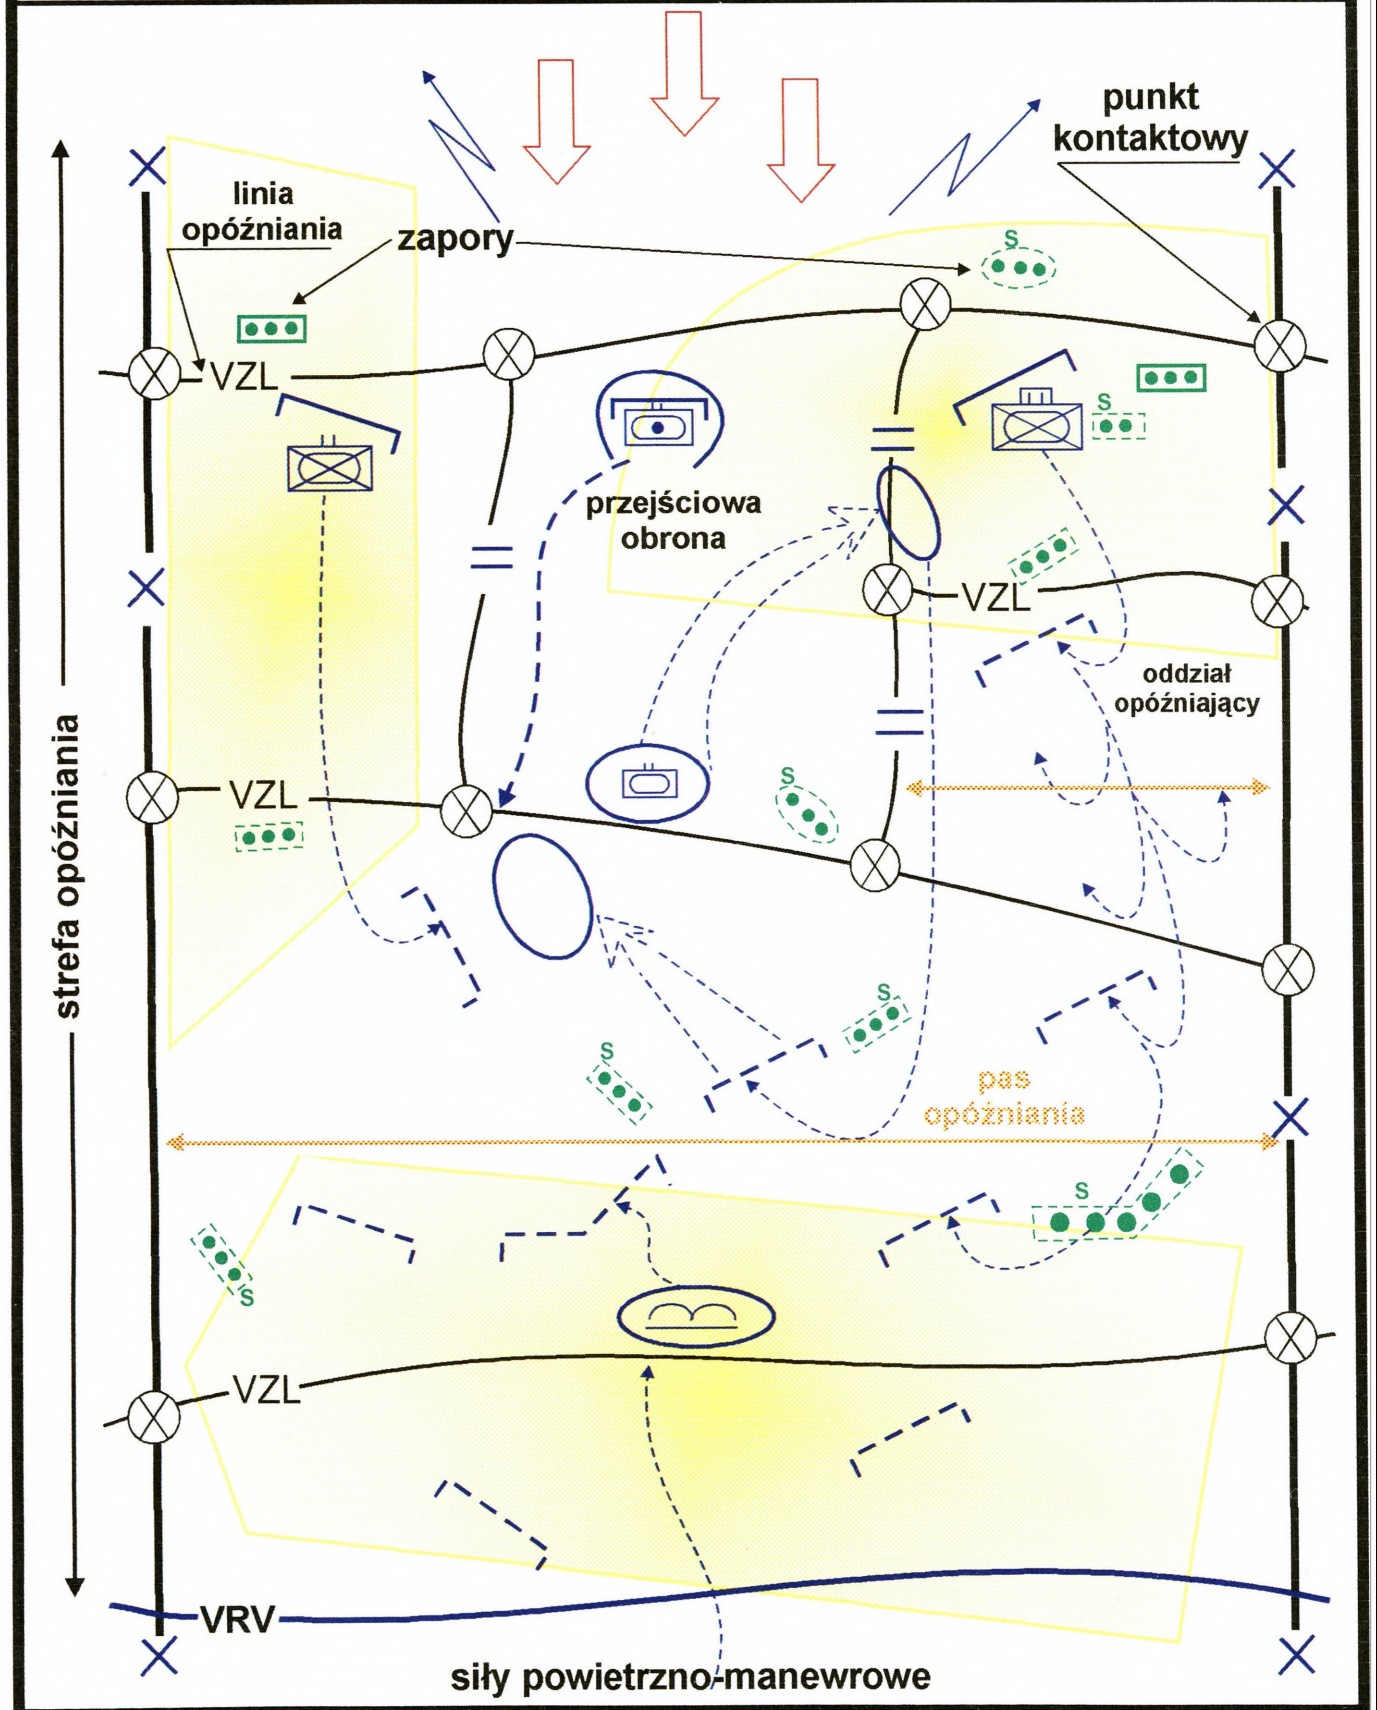 punkt
kontaktowy
linia
opóźniania
zapory
S
VZL
S
przejściowa
obrona
VZL
oddział
opóźniający
strefa opóźniania
VZL
S
S
S
pas
opóźniania
S
S
VZL
VRV
siły powietrzno-manewrowe